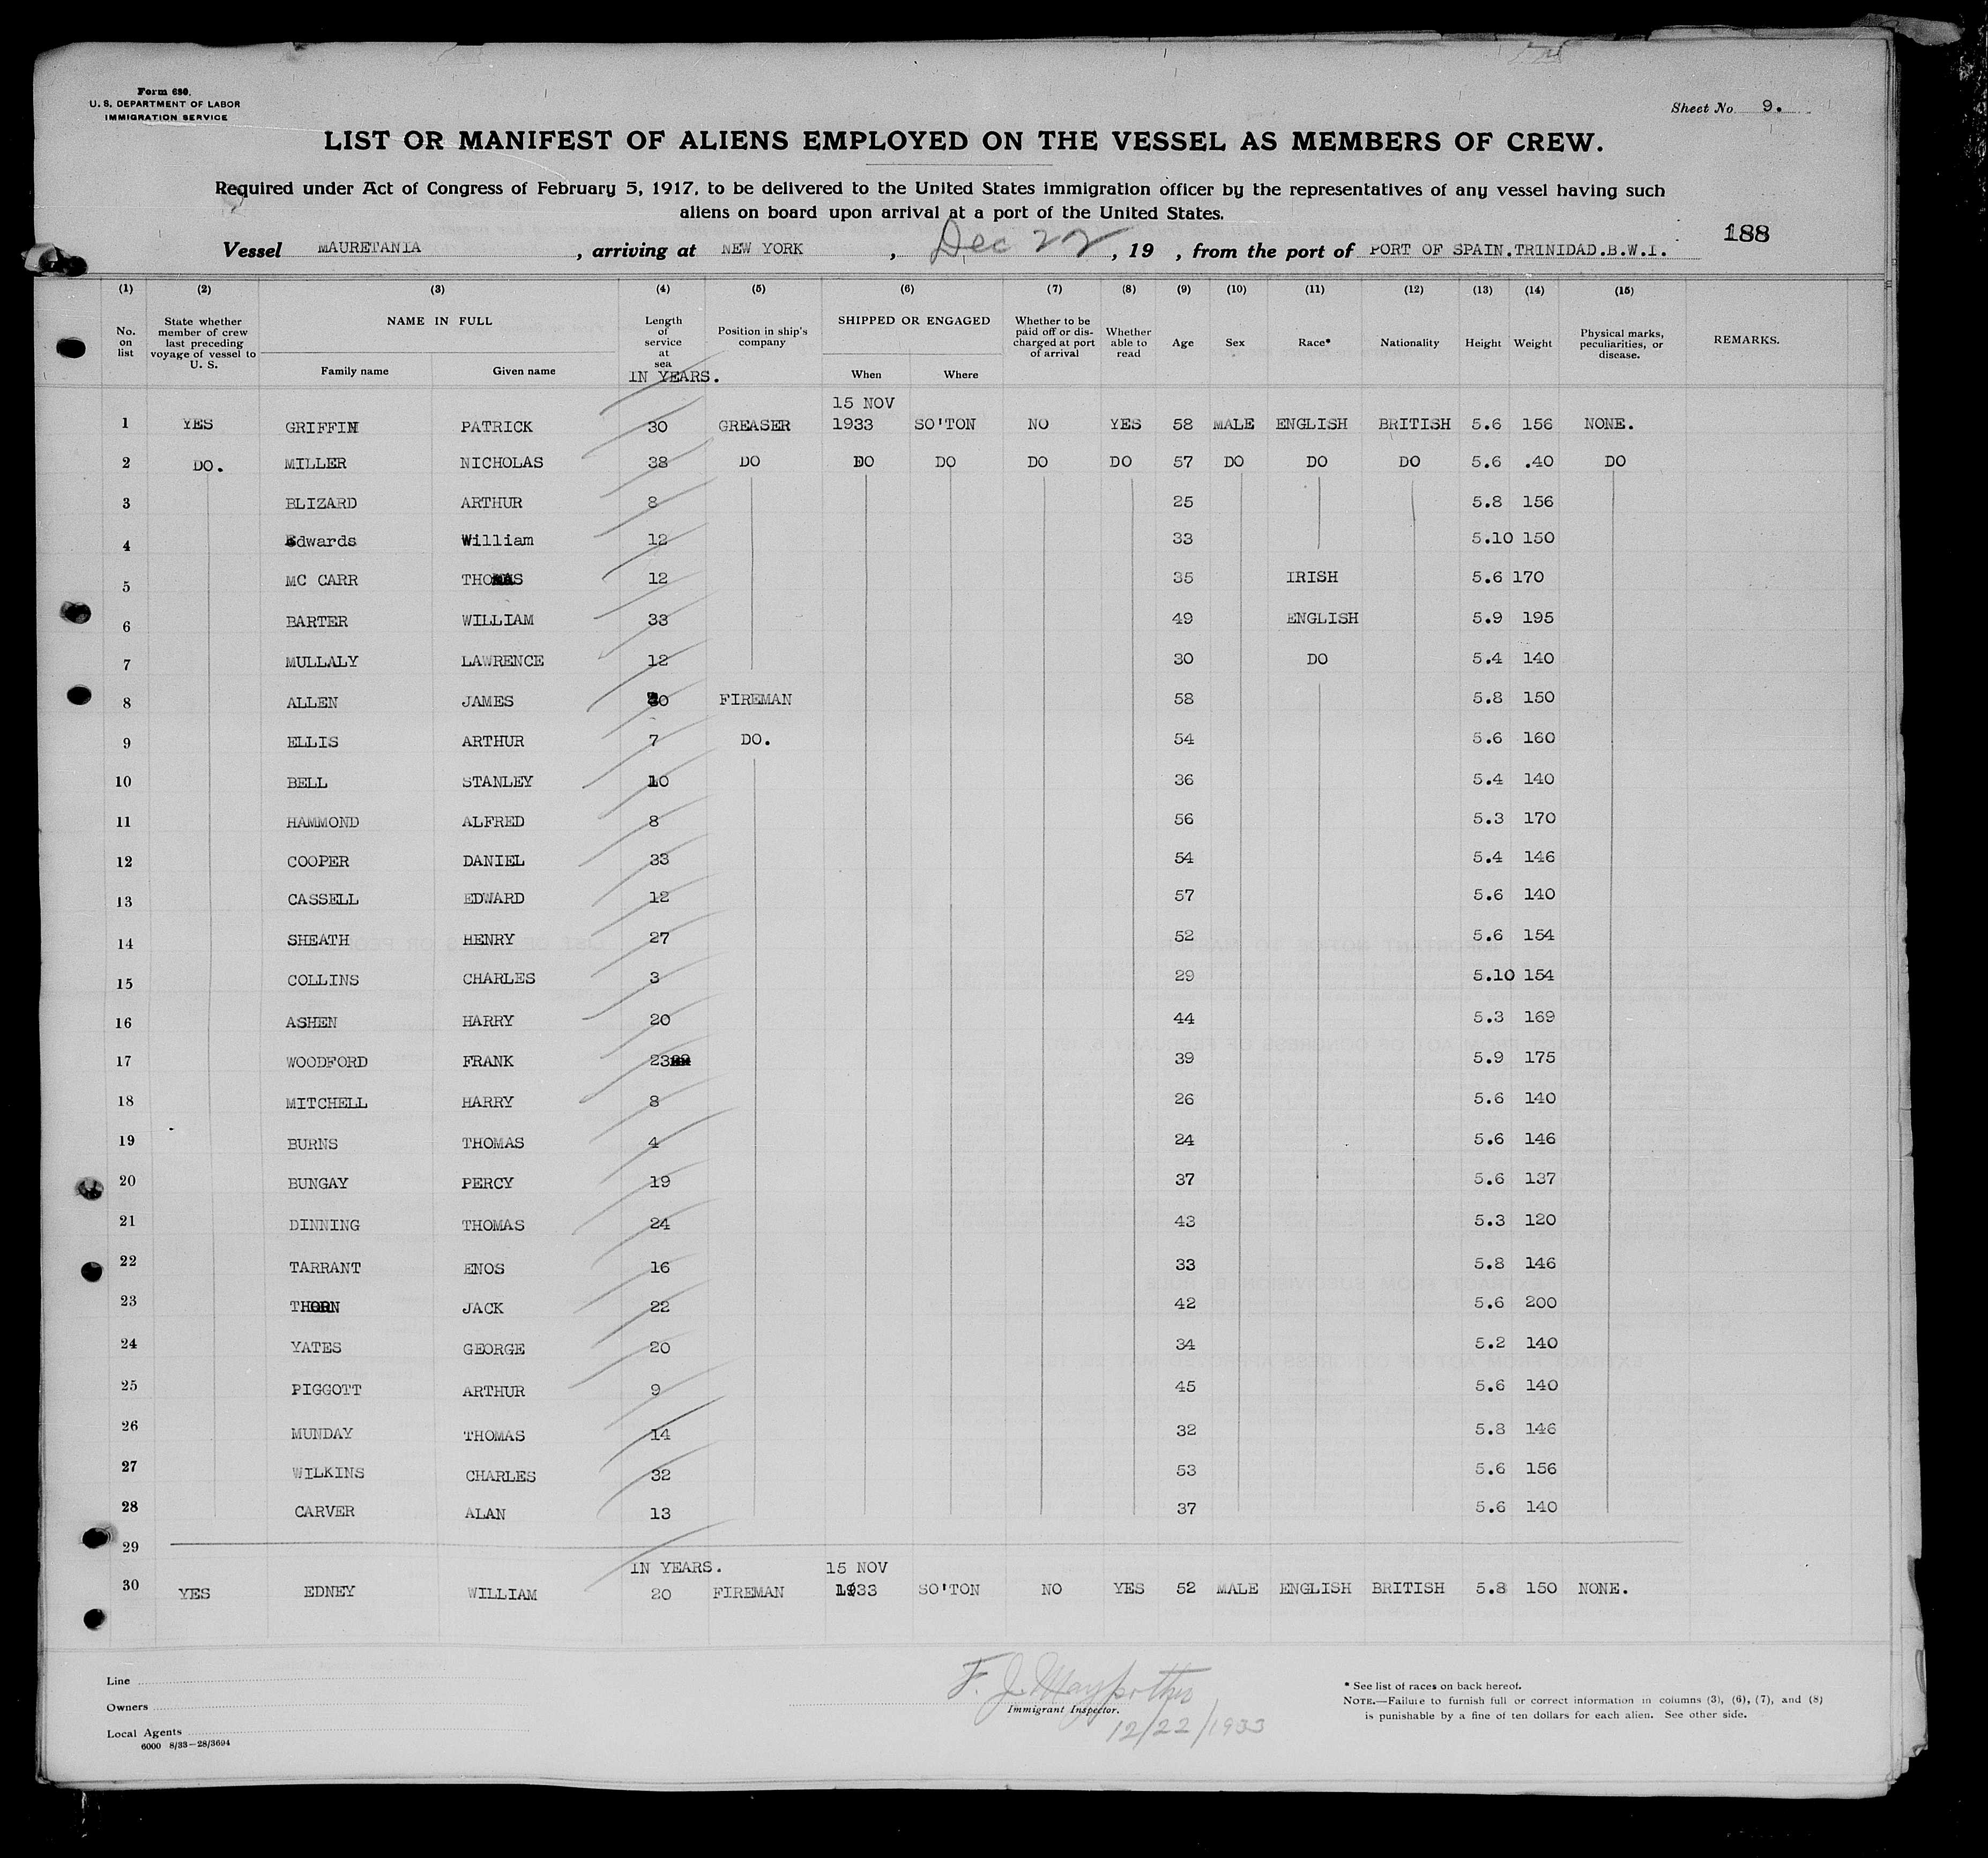 Form 680.
U. S. DEPARTMENT OF LABOR
IMMIGRATION SERVICE
Sheet No 9.
LIST OR MANIFEST OF ALIENS EMPLOYED ON THE VESSEL AS MEMBERS OF CREW.
Required under Act of Congress of February 5, 1917, to be delivered to the United States immigration officer by the representatives of any vessel having such
aliens on board upon arrival at a port of the United States.
188
Vessel MAURETANIA, arriving at NEW YORK, Dec 22, 19 , from the port of PORT OF SPAIN.TRINIDAD.B.W.I.
(1) (2) (3) (4) (5) (6) (7) (8) (9) (10) (11) (12) (13) (14) (15)
No. on list State whether member of crew last preceding voyage of vessel to U. S. NAME IN FULL Family name Given name Length of service at sea IN YEARS. Position in ship's company SHIPPED OR ENGAGED When Where Whether to be paid off or discharged at port of arrival Whether able to read Age Sex Race* Nationality Height Weight Physical marks, peculiarities, or disease. REMARKS.
15 NOV
1 YES GRIFFIN PATRICK 30 GREASER 1933 SO'TON NO YES 58 MALE ENGLISH BRITISH 5.6 156 NONE.
2 DO. MILLER NICHOLAS 38 DO DO DO DO DO 57 DO DO DO 5.6 .40 DO
3 BLIZARD ARTHUR 8 25 5.8 156
4 Edwards William 12 33 5.10 150
5 MC CARR THOMAS 12 35 IRISH 5.6 170
6 BARTER WILLIAM 33 49 ENGLISH 5.9 195
7 MULLALY LAWRENCE 12 30 DO 5.4 140
8 ALLEN JAMES FIREMAN 58 5.8 150
9 ELLIS ARTHUR 7 DO. 54 5.6 160
10 BELL STANLEY 10 36 5.4 140
11 HAMMOND ALFRED 8 56 5.3 170
12 COOPER DANIEL 33 54 5.4 146
13 CASSELL EDWARD 12 57 5.6 140
14 SHEATH HENRY 27 52 5.6 154
15 COLLINS CHARLES 3 29 5.10 154
16 ASHEN HARRY 20 44 5.3 169
17 WOODFORD FRANK 23 39 5.9 175
18 MITCHELL HARRY 8 26 5.6 140
19 BURNS THOMAS 4 24 5.6 146
20 BUNGAY PERCY 19 37 5.6 137
21 DINNING THOMAS 24 43 5.3 120
22 TARRANT ENOS 16 33 5.8 146
23 THORN JACK 22 42 5.6 200
24 YATES GEORGE 20 34 5.2 140
25 PIGGOTT ARTHUR 9 45 5.6 140
26 MUNDAY THOMAS 14 32 5.8 146
27 WILKINS CHARLES 32 53 5.6 156
28 CARVER ALAN 13 37 5.6 140
29
IN YEARS. 15 NOV
30 YES EDNEY WILLIAM 20 FIREMAN 1933 SO'TON NO YES 52 MALE ENGLISH BRITISH 5.8 150 NONE.
Line
Owners
Local Agents
6000 8/33—28/3694
F. J.
Immigrant Inspector.
12/22/1933
* See list of races on back hereof.
NOTE.—Failure to furnish full or correct information in columns (3), (6), (7), and (8)
is punishable by a fine of ten dollars for each alien. See other side.